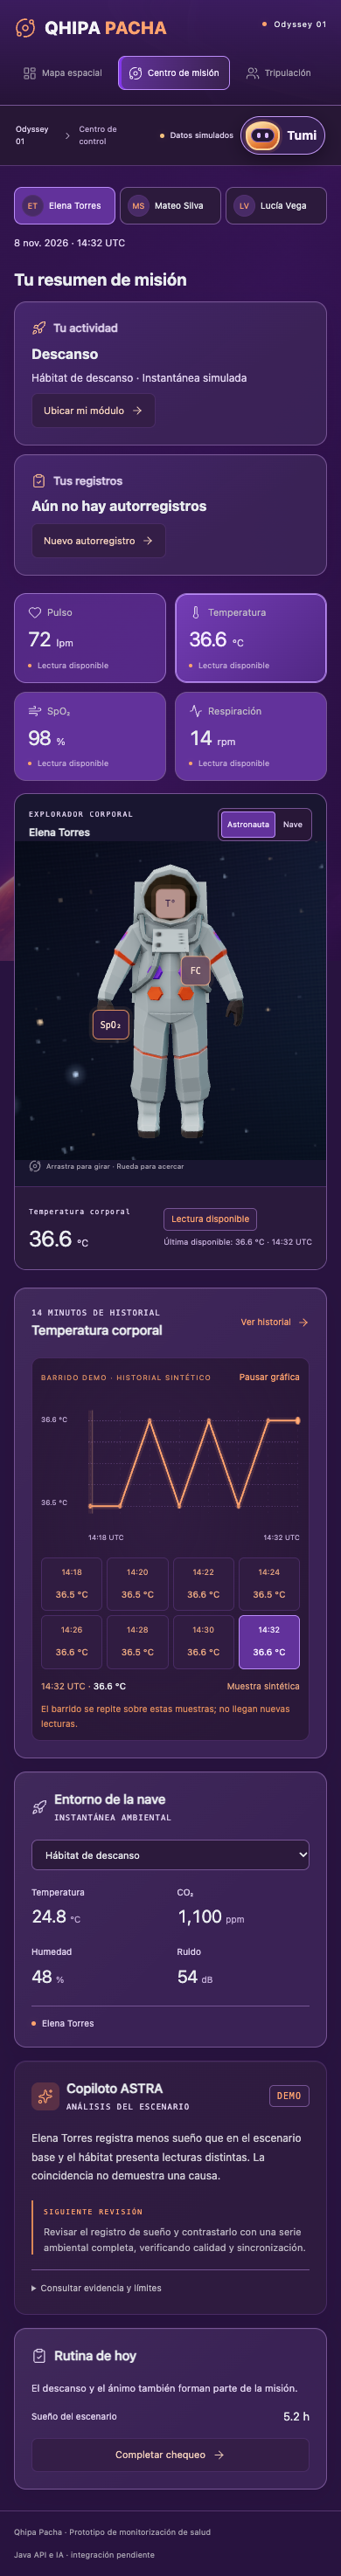 QHIPA PACHA
Odyssey 01
Mapa espacial
Centro de misión
Tripulación
Odyssey 01
Centro de control
Datos simulados
Tumi
ET Elena Torres
MS Mateo Silva
LV Lucía Vega
8 nov. 2026 · 14:32 UTC
Tu resumen de misión
Tu actividad
Descanso
Hábitat de descanso · Instantánea simulada
Ubicar mi módulo
Tus registros
Aún no hay autorregistros
Nuevo autorregistro
Pulso
72 lpm
Lectura disponible
Temperatura
36.6 °C
Lectura disponible
SpO₂
98 %
Lectura disponible
Respiración
14 rpm
Lectura disponible
EXPLORADOR CORPORAL
Elena Torres
Astronauta
Nave
T°
FC
SpO₂
Arrastra para girar · Rueda para acercar
Temperatura corporal
36.6 °C
Lectura disponible
Última disponible: 36.6 °C · 14:32 UTC
14 MINUTOS DE HISTORIAL
Temperatura corporal
Ver historial
BARRIDO DEMO · HISTORIAL SINTÉTICO
Pausar gráfica
36.6 °C
36.5 °C
14:18 UTC
14:32 UTC
14:18
36.5 °C
14:20
36.5 °C
14:22
36.6 °C
14:24
36.5 °C
14:26
36.6 °C
14:28
36.5 °C
14:30
36.6 °C
14:32
36.6 °C
14:32 UTC · 36.6 °C
Muestra sintética
El barrido se repite sobre estas muestras; no llegan nuevas
lecturas.
Entorno de la nave
INSTANTÁNEA AMBIENTAL
Hábitat de descanso
Temperatura
24.8 °C
CO₂
1,100 ppm
Humedad
48 %
Ruido
54 dB
Elena Torres
Copiloto ASTRA
ANÁLISIS DEL ESCENARIO
DEMO
Elena Torres registra menos sueño que en el escenario
base y el hábitat presenta lecturas distintas. La
coincidencia no demuestra una causa.
SIGUIENTE REVISIÓN
Revisar el registro de sueño y contrastarlo con una serie
ambiental completa, verificando calidad y sincronización.
Consultar evidencia y límites
Rutina de hoy
El descanso y el ánimo también forman parte de la misión.
Sueño del escenario
5.2 h
Completar chequeo
Qhipa Pacha · Prototipo de monitorización de salud
Java API e IA · integración pendiente